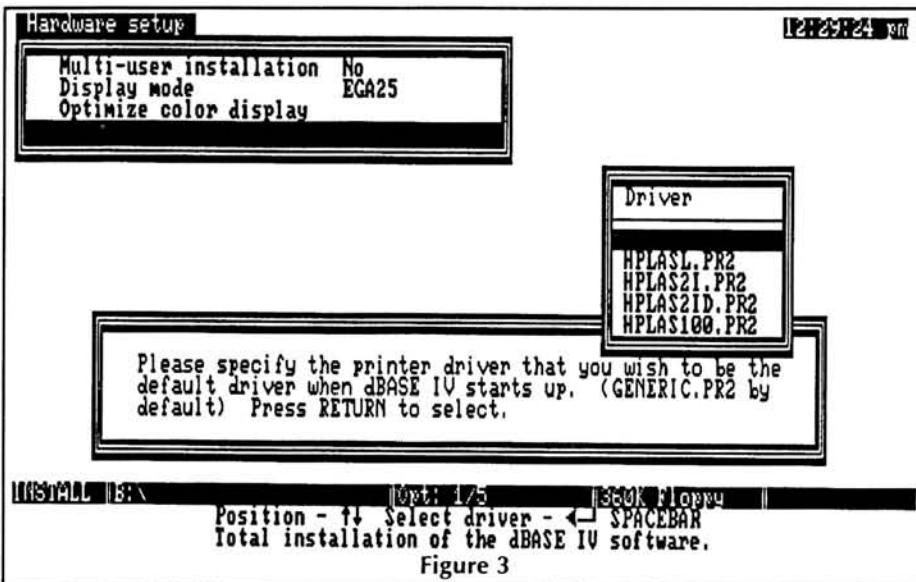 Hardware setup
12:29:24 pm
Multi-user installation No
Display mode EGA25
Optimize color display
Driver
HPLASL.PR2
HPLAS2I.PR2
HPLAS2ID.PR2
HPLAS100.PR2
Please specify the printer driver that you wish to be the
default driver when dBASE IV starts up. (GENERIC.PR2 by
default) Press RETURN to select.
INSTALL B:\ Opt: 1/5 360K Floppy
Position - ↑↓ Select driver - ←┘ SPACEBAR
Total installation of the dBASE IV software.
Figure 3